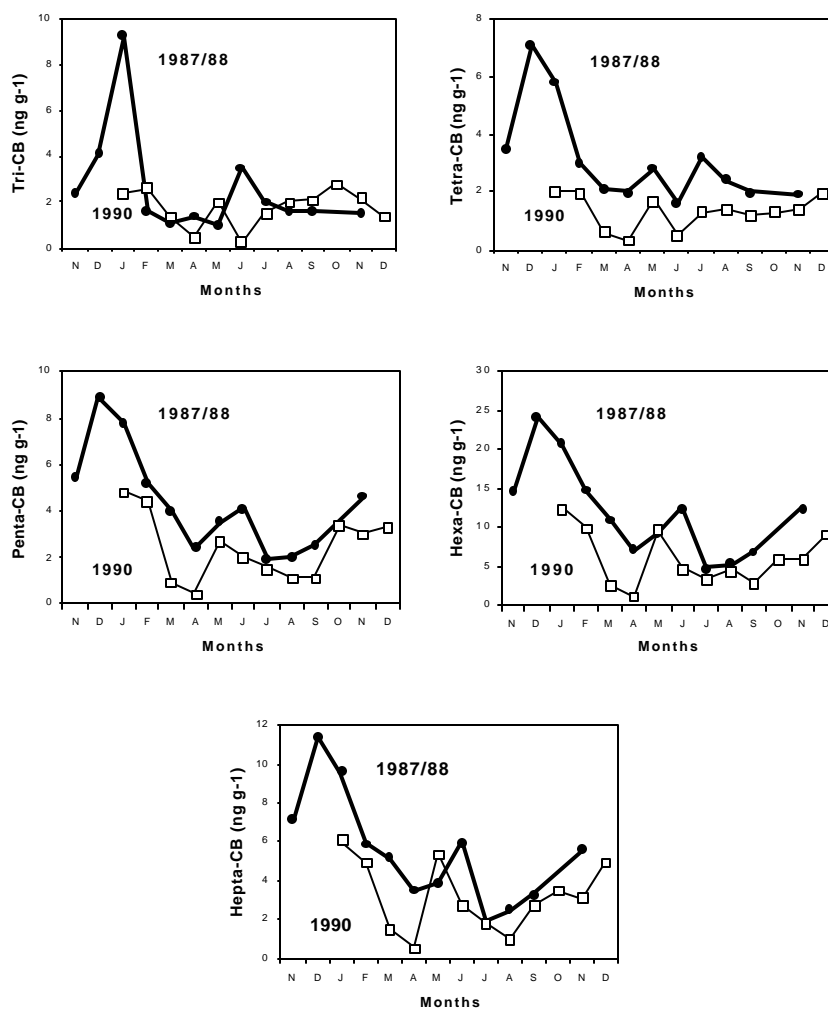 Tri-CB (ng g-1)
10
8
6
4
2
0
1987/88
1990
N D J F M A M J J A S O N D
Months
Tetra-CB (ng g-1)
8
6
4
2
0
1987/88
1990
N D J F M A M J J A S O N D
Months
Penta-CB (ng g-1)
10
8
6
4
2
0
1987/88
1990
N D J F M A M J J A S O N D
Months
Hexa-CB (ng g-1)
30
25
20
15
10
5
0
1987/88
1990
N D J F M A M J J A S O N D
Months
Hepta-CB (ng g-1)
12
10
8
6
4
2
0
1987/88
1990
N D J F M A M J J A S O N D
Months